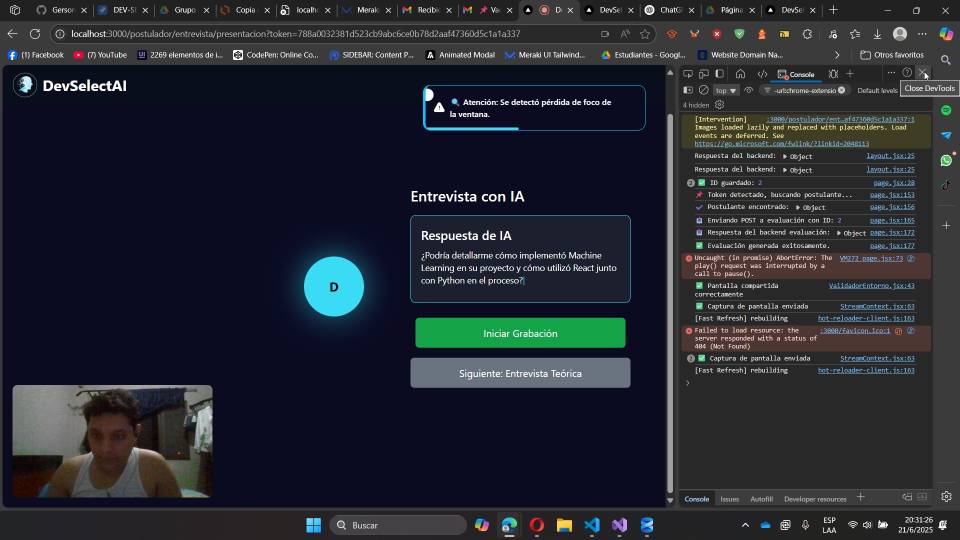 Gerson
DEV-SE
Grupo
Copia
localho
Meralc
Recibid
Va
D
DevSe
ChatGP
Página
DevSel
localhost:3000/postulador/entrevista/presentacion?token=788a0032381d523cb9abc6ce0b78d2aaf47360d5c1a1a337
(1) Facebook
(7) YouTube
2269 elementos de i...
CodePen: Online Co...
SIDEBAR: Content P...
Animated Modal
Meraki UI Tailwind...
Estudiantes - Googl...
Website Domain Na...
Otros favoritos
DevSelectAI
Atención: Se detectó pérdida de foco de
la ventana.
Entrevista con IA
Respuesta de IA
¿Podría detallarme cómo implementó Machine
Learning en su proyecto y cómo utilizó React junto
con Python en el proceso?
D
Iniciar Grabación
Siguiente: Entrevista Teórica
Console
Close DevTools
top
-url:chrome-extensio
Default levels
4 hidden
[Intervention] :3000/postulador/ent…af47360d5c1a1a337:1
Images loaded lazily and replaced with placeholders. Load
events are deferred. See
https://go.microsoft.com/fwlink/?linkid=2048113
Respuesta del backend: Object layout.jsx:25
Respuesta del backend: Object layout.jsx:25
2 ID guardado: 2 page.jsx:28
Token detectado, buscando postulante... page.jsx:153
Postulante encontrado: Object page.jsx:156
Enviando POST a evaluación con ID: 2 page.jsx:165
Respuesta del backend evaluación: Object page.jsx:172
Evaluación generada exitosamente. page.jsx:177
Uncaught (in promise) AbortError: The VM272 page.jsx:73
play() request was interrupted by a
call to pause().
Pantalla compartida ValidadorEntorno.jsx:43
correctamente
Captura de pantalla enviada StreamContext.jsx:63
[Fast Refresh] rebuilding hot-reloader-client.js:163
Failed to load resource: the :3000/favicon.ico:1
server responded with a status of
404 (Not Found)
2 Captura de pantalla enviada StreamContext.jsx:63
[Fast Refresh] rebuilding hot-reloader-client.js:163
Console
Issues
Autofill
Developer resources
Buscar
ESP
LAA
20:31:26
21/6/2025